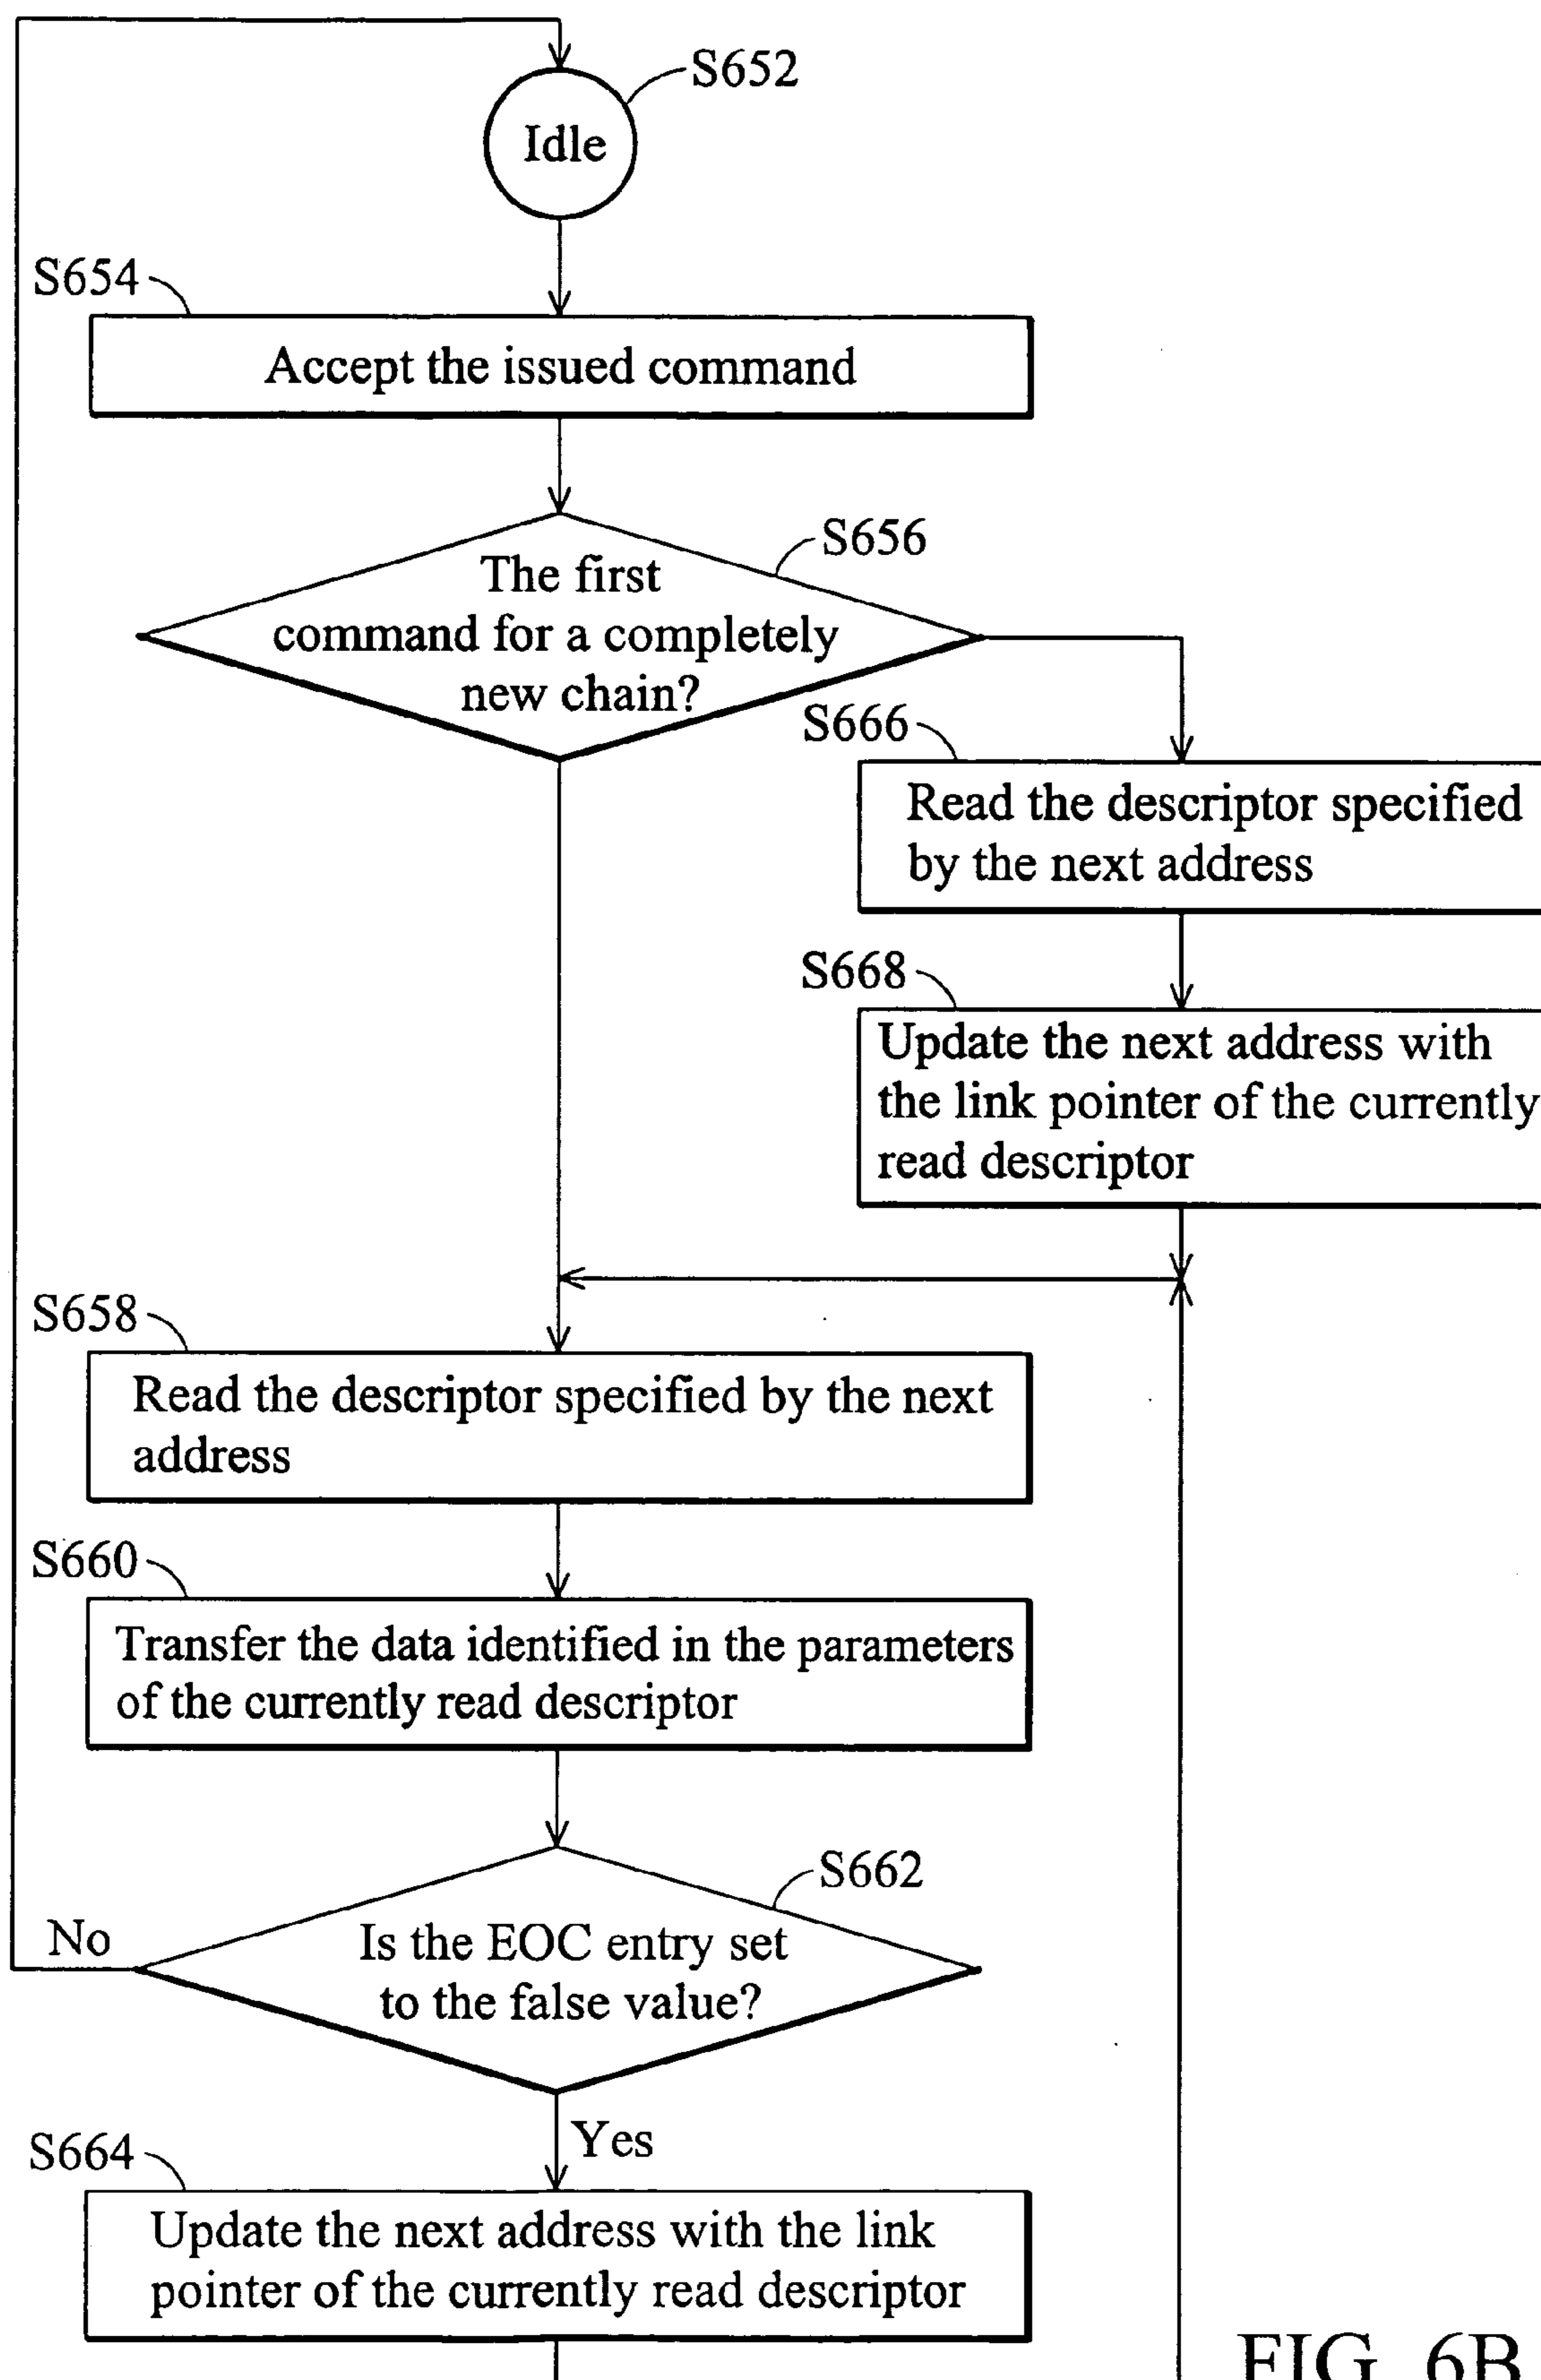 S652
Idle
S654
Accept the issued command
S656
The first
command for a completely
new chain?
S666
Read the descriptor specified
by the next address
S668
Update the next address with
the link pointer of the currently
read descriptor
S658
Read the descriptor specified by the next
address
S660
Transfer the data identified in the parameters
of the currently read descriptor
S662
Is the EOC entry set
to the false value?
No
Yes
S664
Update the next address with the link
pointer of the currently read descriptor
FIG. 6B